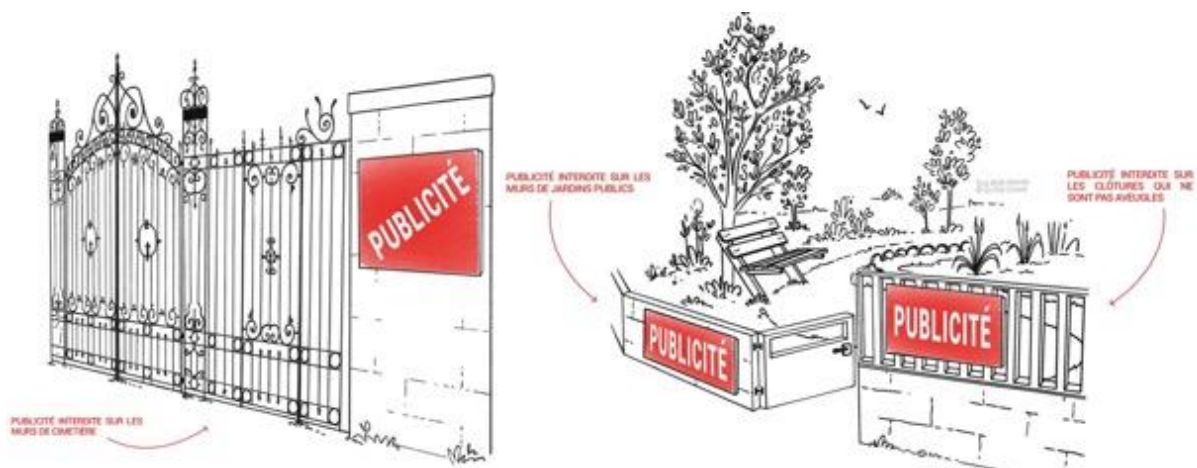 PUBLICITÉ
PUBLICITÉ INTERDITE SUR LES
MURS DE CIMETIÈRE
PUBLICITÉ INTERDITE SUR LES
MURS DE JARDINS PUBLICS
PUBLICITÉ
PUBLICITÉ
PUBLICITÉ INTERDITE SUR
LES CLÔTURES QUI NE
SONT PAS AVEUGLES